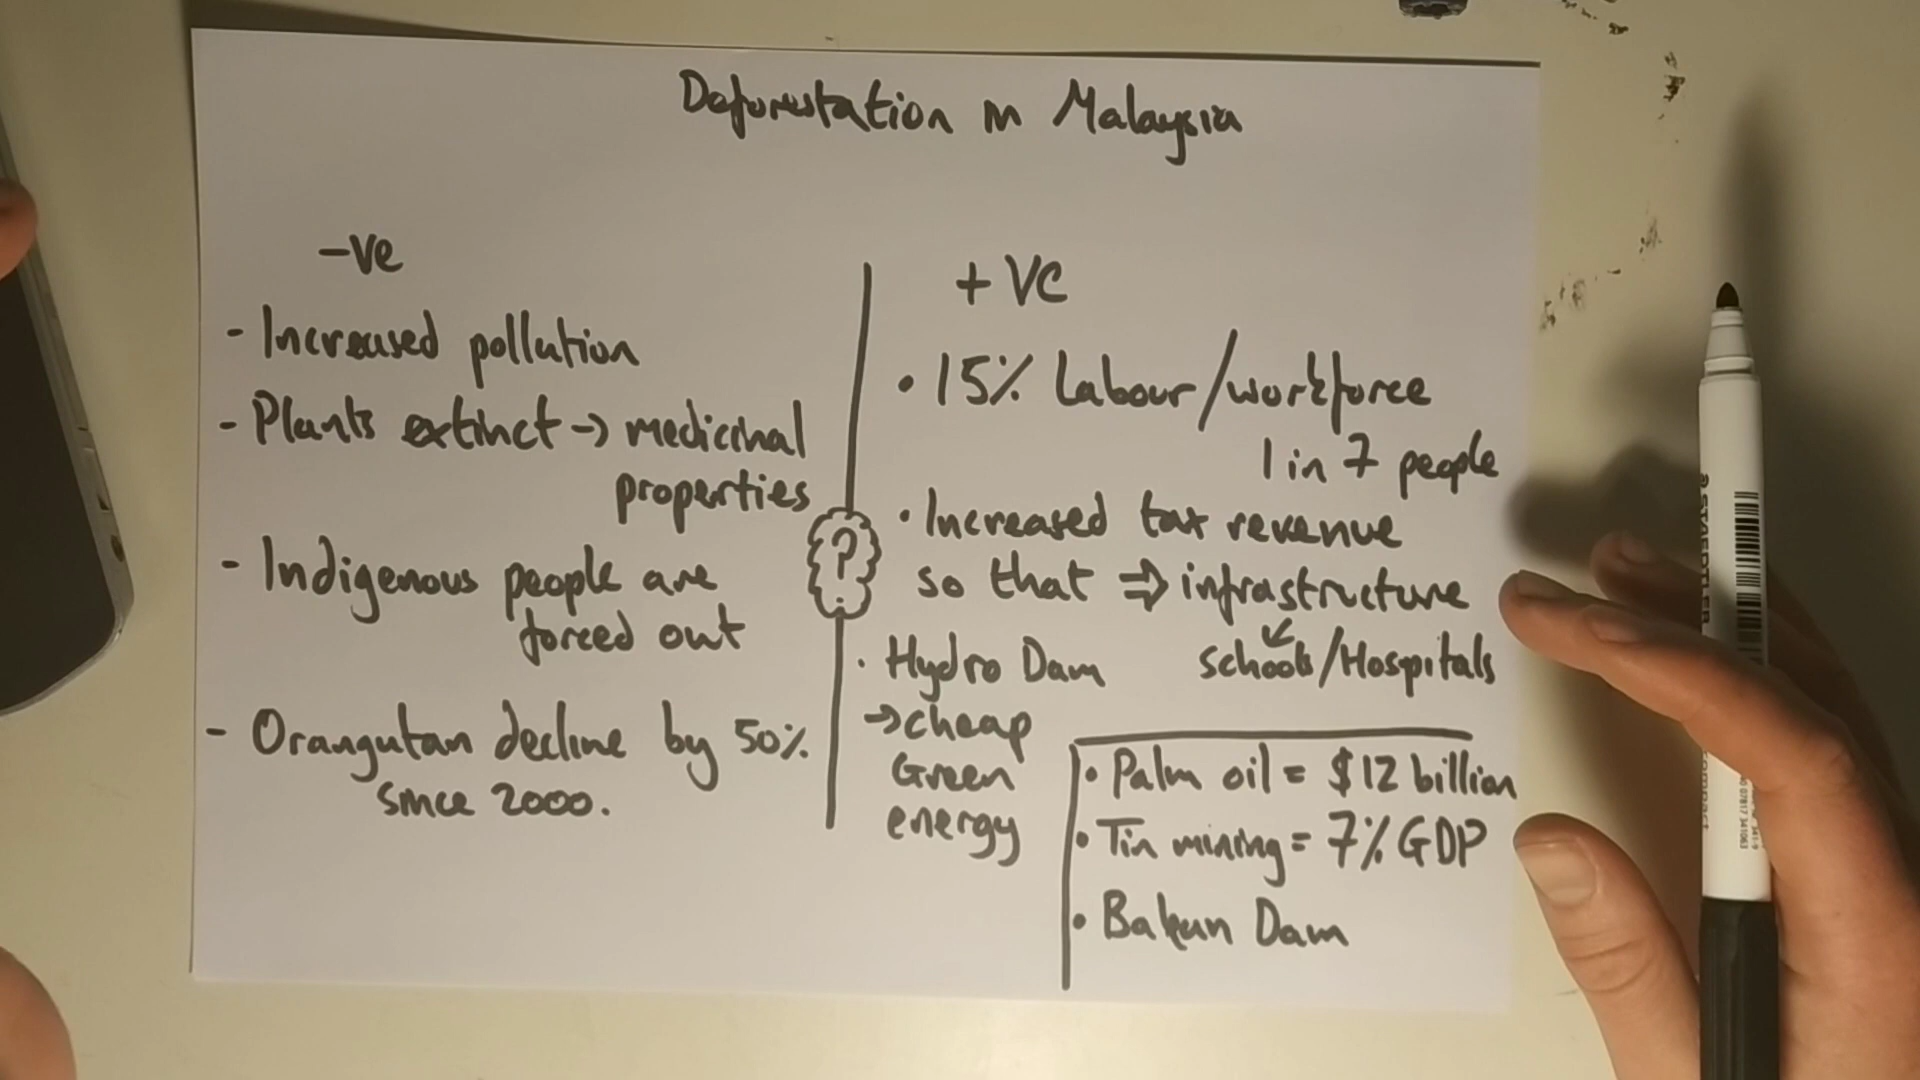 Deforestation in Malaysia
-ve
- Increased pollution
- Plants extinct → medicinal
properties
- Indigenous people are
forced out
- Orangutan decline by 50%
since 2000.
?
+ve
• 15% Labour/workforce
1 in 7 people
• Increased tax revenue
so that ⇒ infrastructure
↙
schools/Hospitals
• Hydro Dam
→ cheap
Green
energy
• Palm oil = $12 billion
• Tin mining = 7% GDP
• Bakun Dam